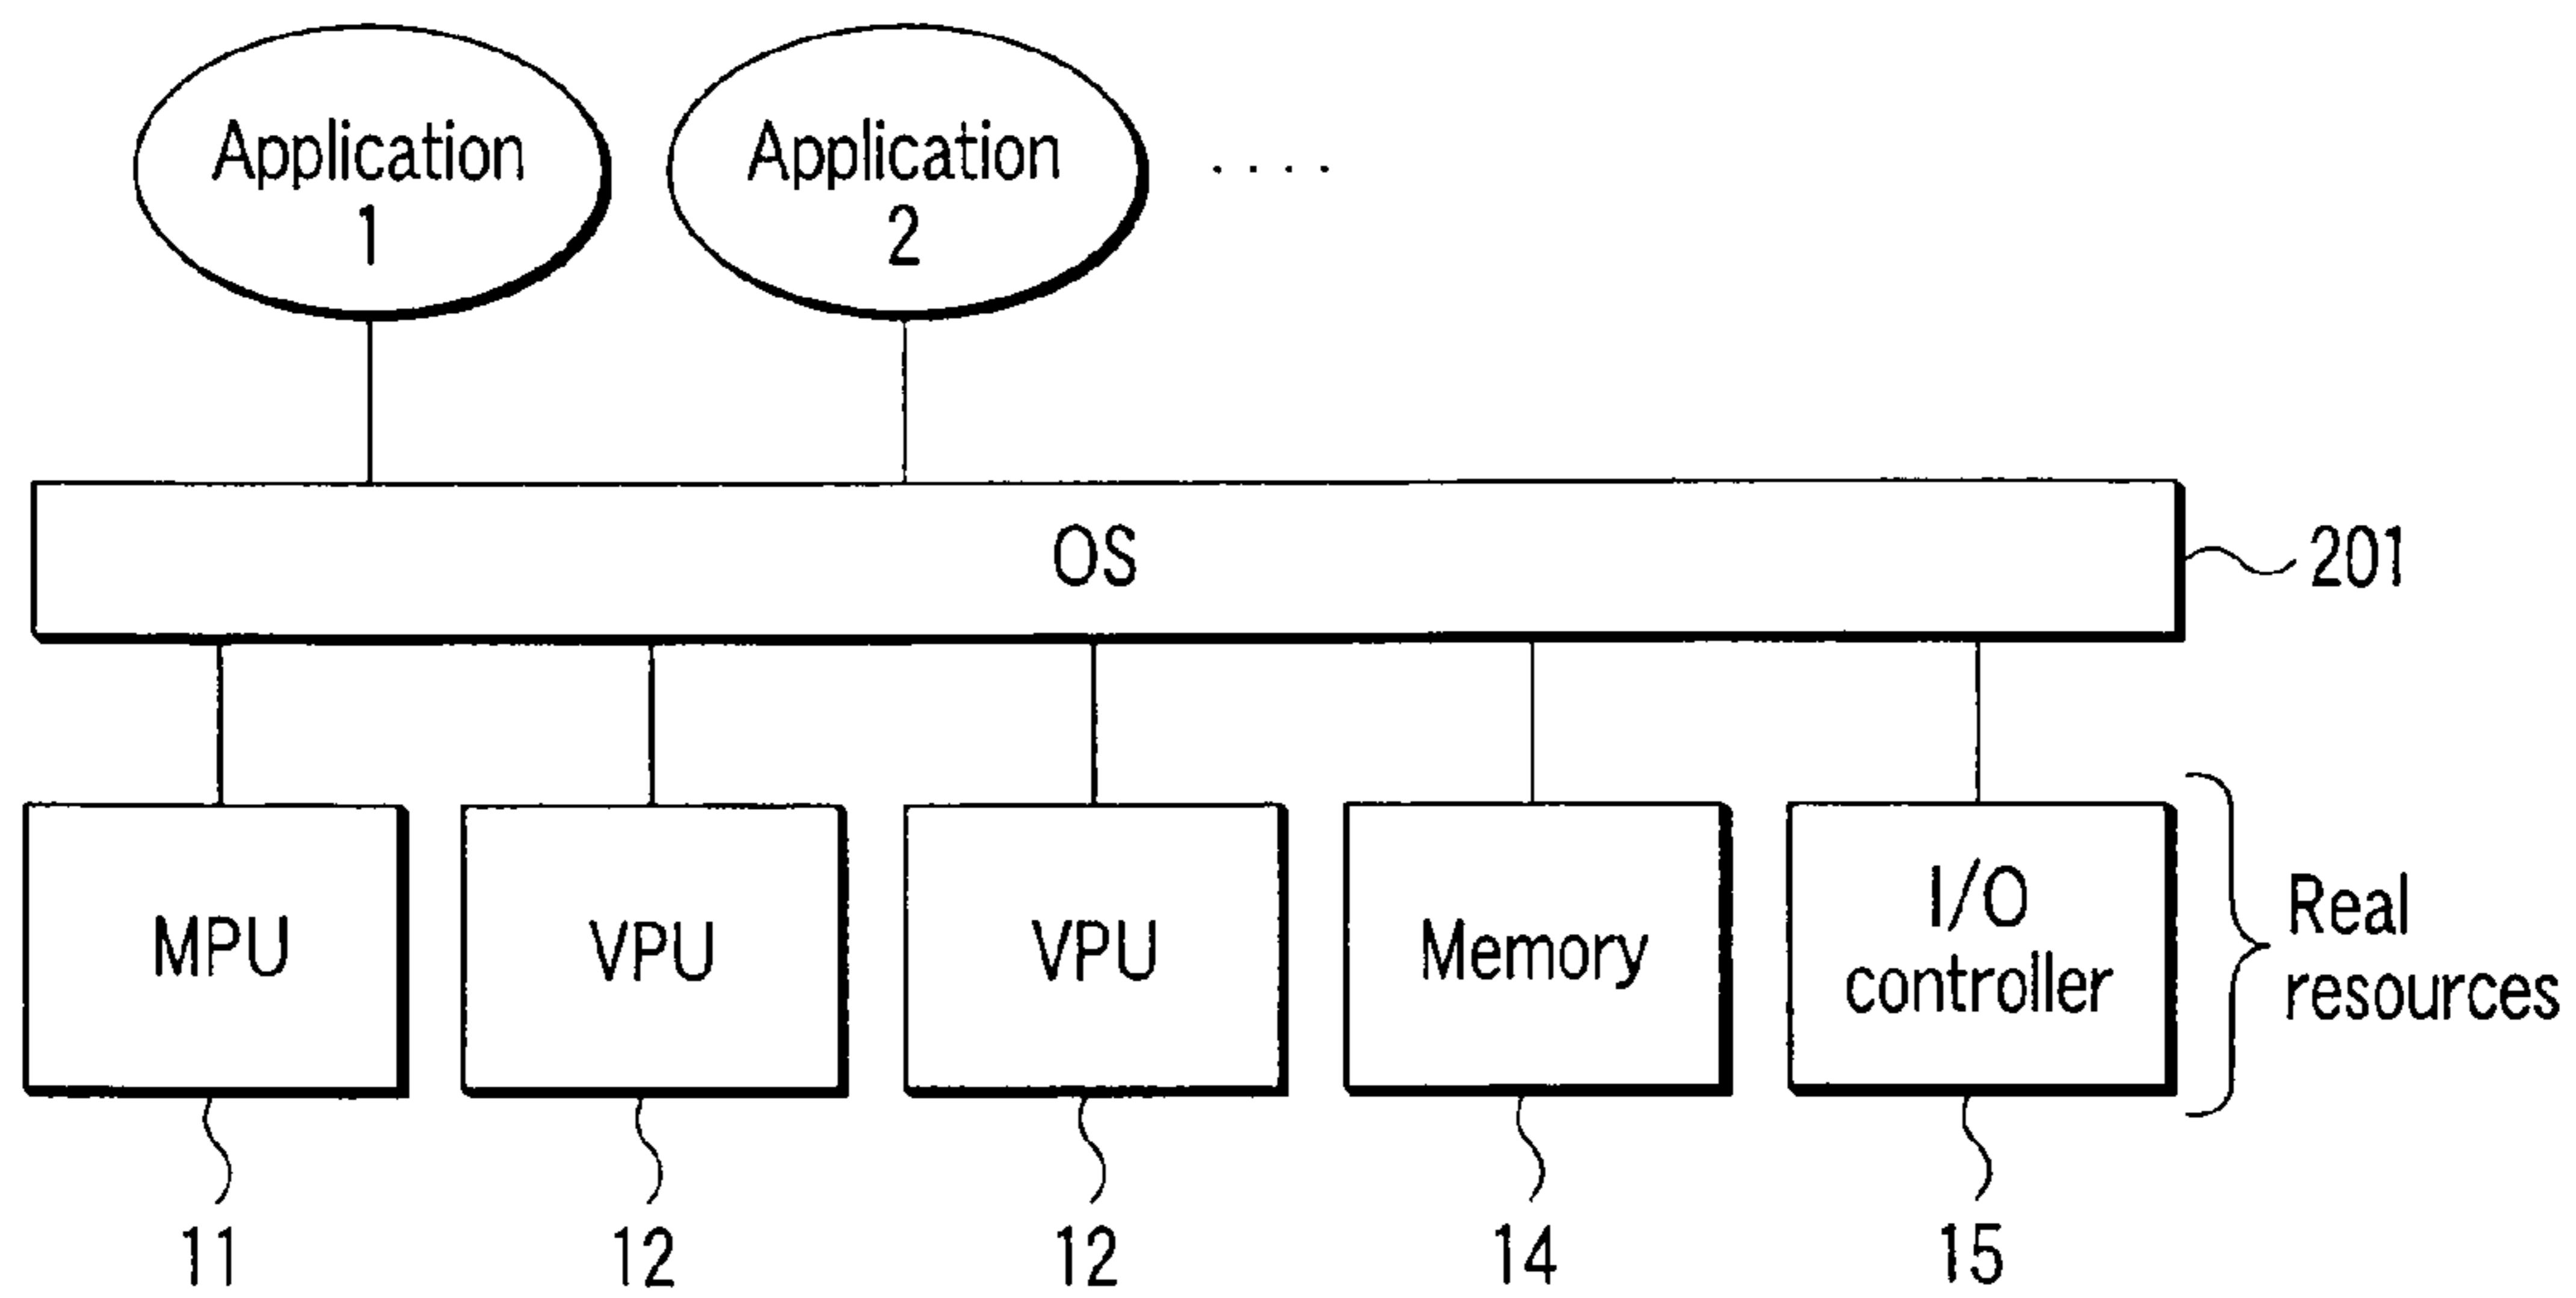 Application
1
Application
2
....
OS
201
MPU
VPU
VPU
Memory
I/O
controller
Real
resources
11
12
12
14
15